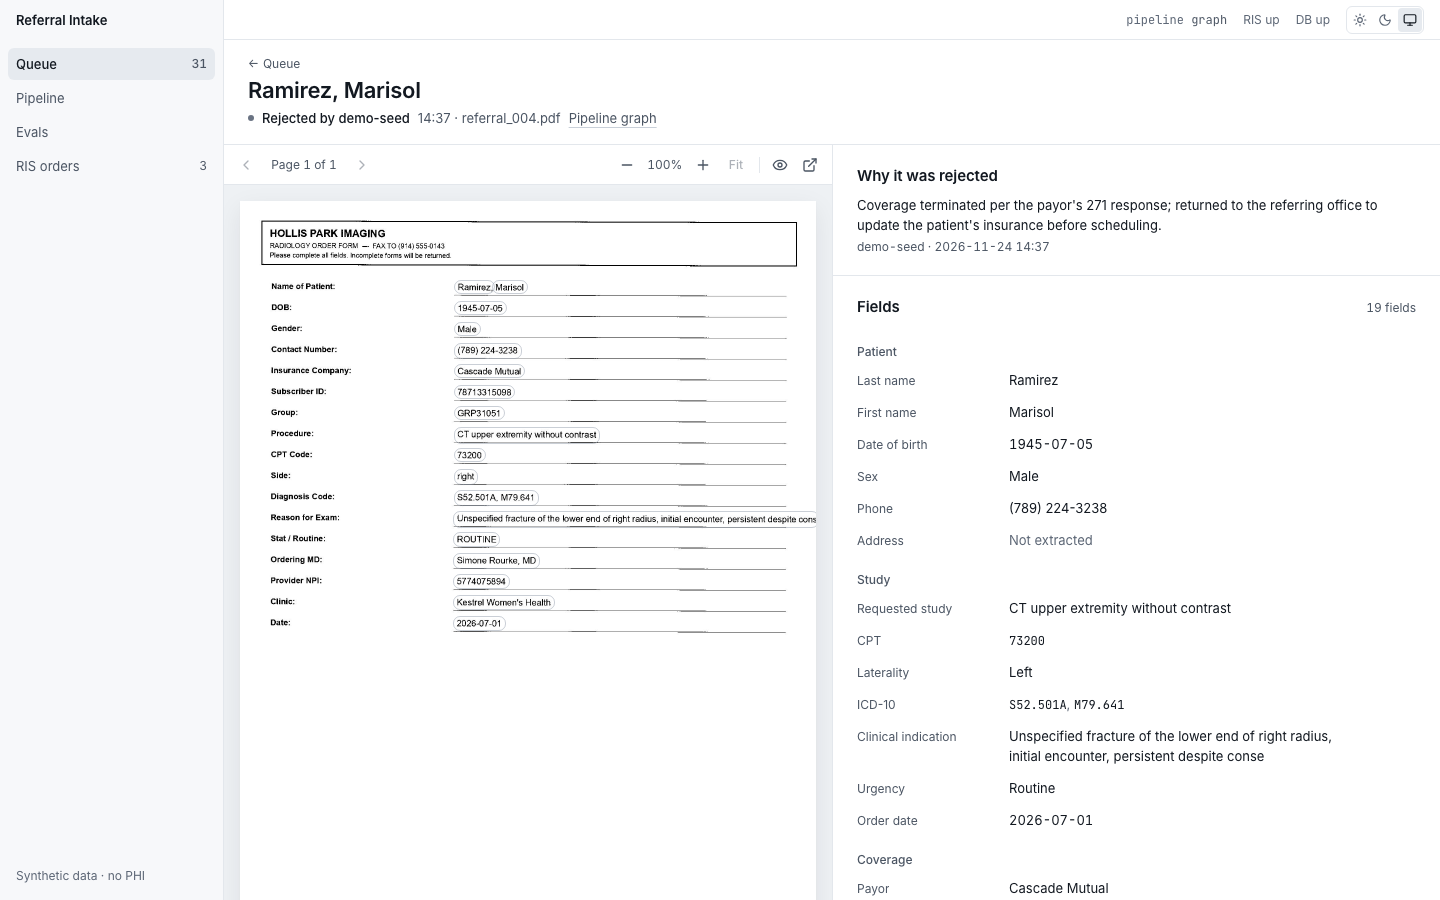 Referral Intake
pipeline graph RIS up DB up
Queue 31
Pipeline
Evals
RIS orders 3
Synthetic data · no PHI
← Queue
Ramirez, Marisol
Rejected by demo-seed 14:37 · referral_004.pdf Pipeline graph
Page 1 of 1 100% Fit
HOLLIS PARK IMAGING
RADIOLOGY ORDER FORM — FAX TO (914) 555-0143
Please complete all fields. Incomplete forms will be returned.
Name of Patient: Ramirez, Marisol
DOB: 1945-07-05
Gender: Male
Contact Number: (789) 224-3238
Insurance Company: Cascade Mutual
Subscriber ID: 78713315098
Group: GRP31051
Procedure: CT upper extremity without contrast
CPT Code: 73200
Side: right
Diagnosis Code: S52.501A, M79.641
Reason for Exam: Unspecified fracture of the lower end of right radius, initial encounter, persistent despite cons
Stat / Routine: ROUTINE
Ordering MD: Simone Rourke, MD
Provider NPI: 5774075894
Clinic: Kestrel Women's Health
Date: 2026-07-01
Why it was rejected
Coverage terminated per the payor's 271 response; returned to the referring office to
update the patient's insurance before scheduling.
demo-seed · 2026-11-24 14:37
Fields 19 fields
Patient
Last name Ramirez
First name Marisol
Date of birth 1945-07-05
Sex Male
Phone (789) 224-3238
Address Not extracted
Study
Requested study CT upper extremity without contrast
CPT 73200
Laterality Left
ICD-10 S52.501A, M79.641
Clinical indication Unspecified fracture of the lower end of right radius,
initial encounter, persistent despite conse
Urgency Routine
Order date 2026-07-01
Coverage
Payor Cascade Mutual